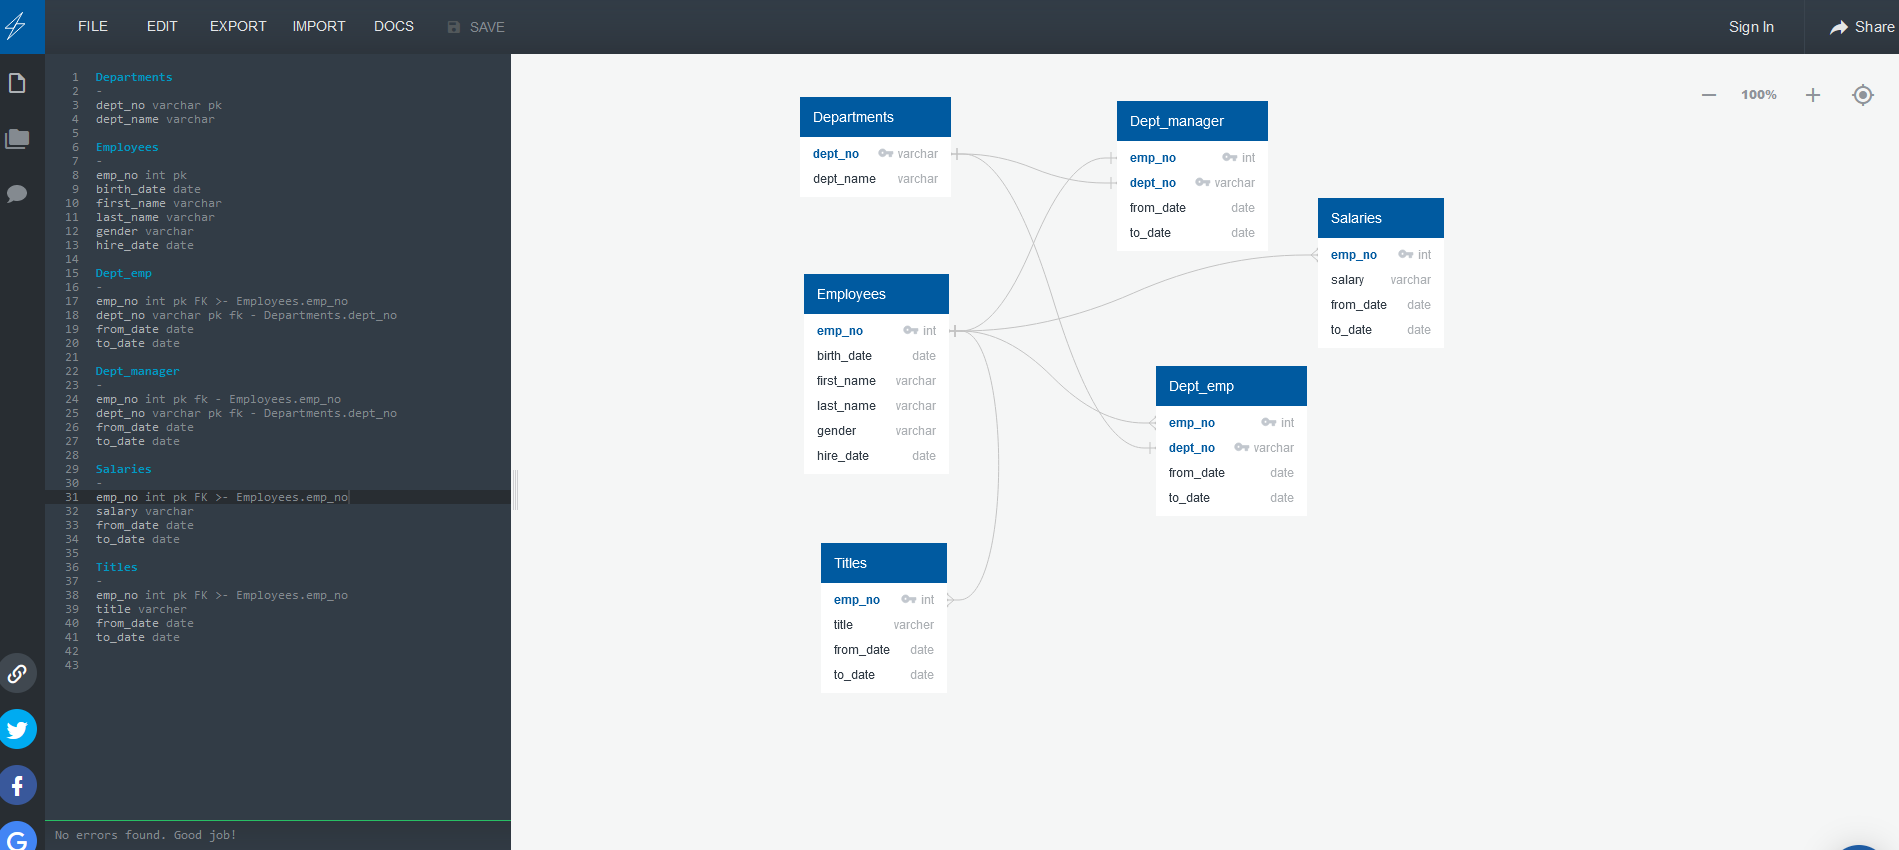 FILE EDIT EXPORT IMPORT DOCS SAVE Sign In Share
1 Departments
2 -
3 dept_no varchar pk
4 dept_name varchar
5
6 Employees
7 -
8 emp_no int pk
9 birth_date date
10 first_name varchar
11 last_name varchar
12 gender varchar
13 hire_date date
14
15 Dept_emp
16 -
17 emp_no int pk FK >- Employees.emp_no
18 dept_no varchar pk fk - Departments.dept_no
19 from_date date
20 to_date date
21
22 Dept_manager
23 -
24 emp_no int pk fk - Employees.emp_no
25 dept_no varchar pk fk - Departments.dept_no
26 from_date date
27 to_date date
28
29 Salaries
30 -
31 emp_no int pk FK >- Employees.emp_no
32 salary varchar
33 from_date date
34 to_date date
35
36 Titles
37 -
38 emp_no int pk FK >- Employees.emp_no
39 title varcher
40 from_date date
41 to_date date
42
43
No errors found. Good job!
100%
Departments
dept_no varchar
dept_name varchar
Dept_manager
emp_no int
dept_no varchar
from_date date
to_date date
Salaries
emp_no int
salary varchar
from_date date
to_date date
Employees
emp_no int
birth_date date
first_name varchar
last_name varchar
gender varchar
hire_date date
Dept_emp
emp_no int
dept_no varchar
from_date date
to_date date
Titles
emp_no int
title varcher
from_date date
to_date date